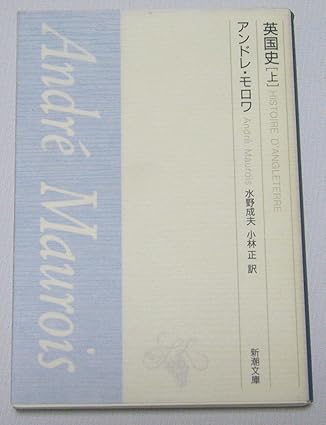 英国史[上] HISTOIRE D'ANGLETERRE
アンドレ・モロワ André Maurois 水野成夫 小林正 訳
新潮文庫
André Maurois